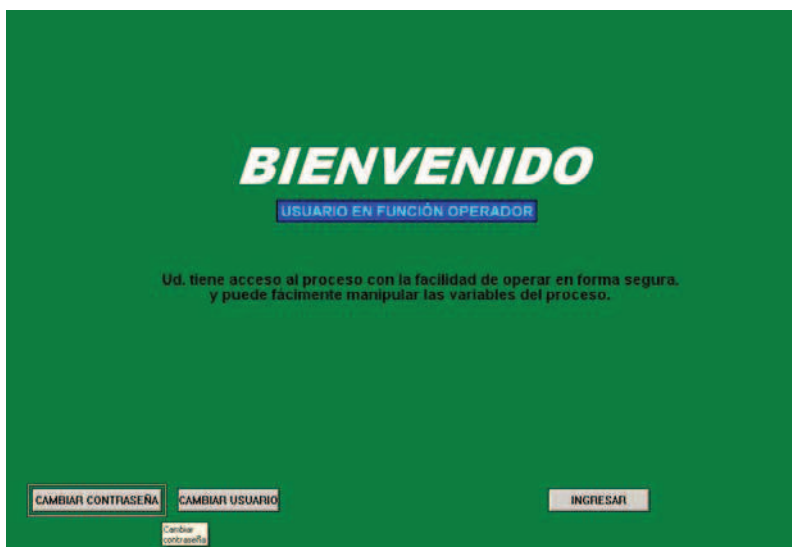 BIENVENIDO
USUARIO EN FUNCIÓN OPERADOR
Ud. tiene acceso al proceso con la facilidad de operar en forma segura.
y puede fácimente manipular las variables del proceso.
CAMBIAR CONTRASEÑA
CAMBIAR USUARIO
INGRESAR
Cambiar
contraseña